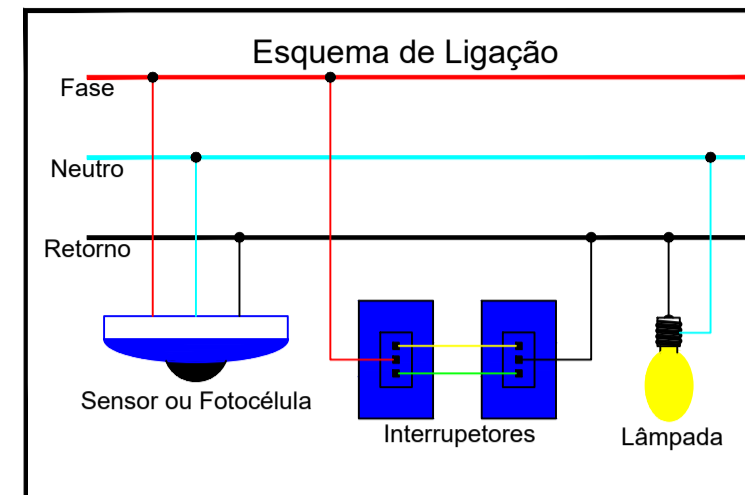 Esquema de Ligação
Fase
Neutro
Retorno
Sensor ou Fotocélula
Interrupetores
Lâmpada